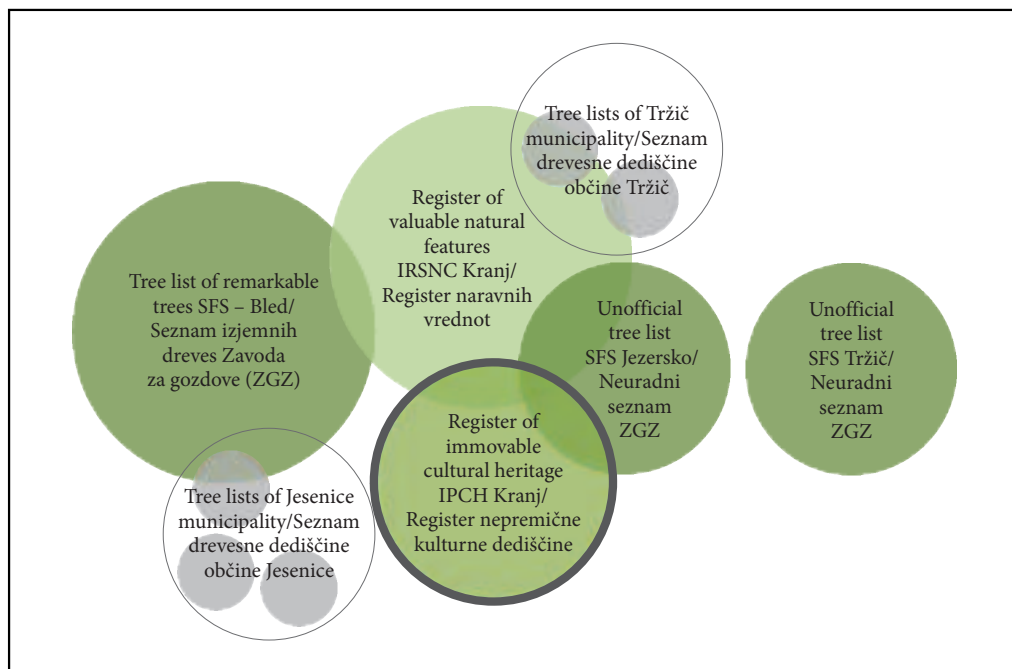 Tree lists of Tržič
municipality/Seznam
drevesne dediščine
občine Tržič
Register of
valuable natural
features
IRSNC Kranj/
Register naravnih
vrednot
Tree list of remarkable
trees SFS – Bled/
Seznam izjemnih
dreves Zavoda
za gozdove (ZGZ)
Unofficial
tree list
SFS Jezersko/
Neuradni
seznam
ZGZ
Unofficial
tree list
SFS Tržič/
Neuradni
seznam
ZGZ
Register of
immovable
cultural heritage
IPCH Kranj/
Register nepremične
kulturne dediščine
Tree lists of Jesenice
municipality/Seznam
drevesne dediščine
občine Jesenice